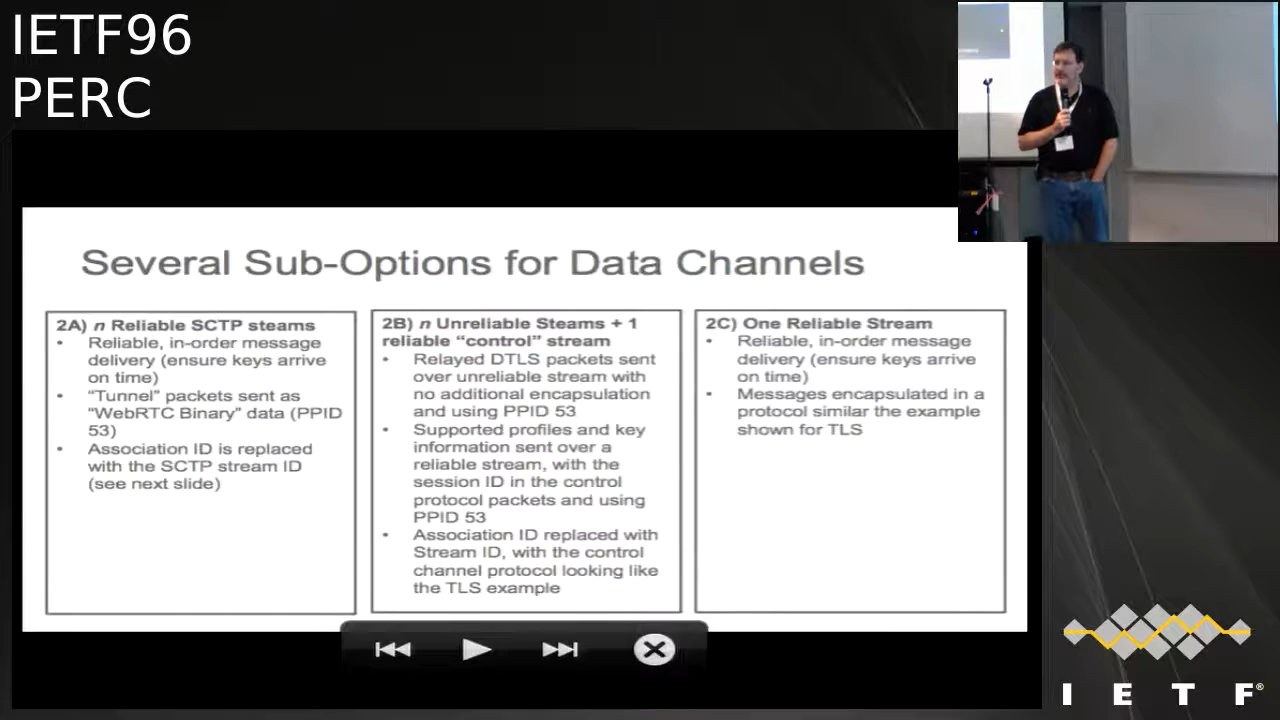 IETF96
PERC
Several Sub-Options for Data Channels
2A) n Reliable SCTP steams
• Reliable, in-order message
delivery (ensure keys arrive
on time)
• “Tunnel” packets sent as
“WebRTC Binary” data (PPID
53)
• Association ID is replaced
with the SCTP stream ID
(see next slide)
2B) n Unreliable Steams + 1
reliable “control” stream
• Relayed DTLS packets sent
over unreliable stream with
no additional encapsulation
and using PPID 53
• Supported profiles and key
information sent over a
reliable stream, with the
session ID in the control
protocol packets and using
PPID 53
• Association ID replaced with
Stream ID, with the control
channel protocol looking like
the TLS example
2C) One Reliable Stream
• Reliable, in-order message
delivery (ensure keys arrive
on time)
• Messages encapsulated in a
protocol similar the example
shown for TLS
I E T F®